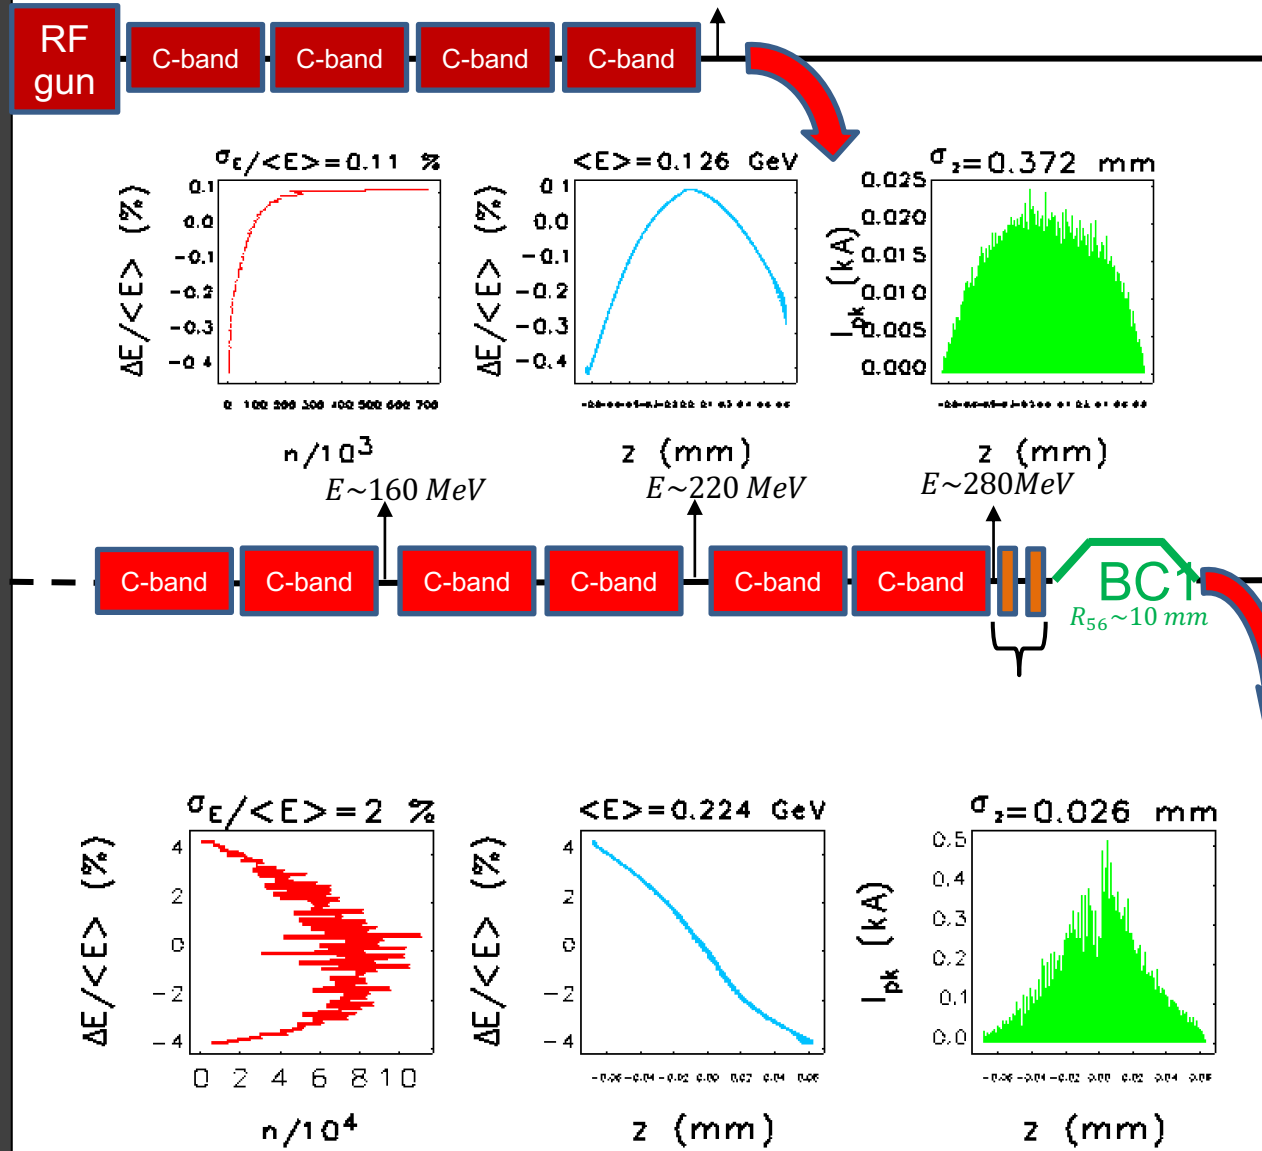 RF
gun
C-band
C-band
C-band
C-band
σE/<E>=0.11 %
<E>=0.126 GeV
σz=0.372 mm
ΔE/<E> (%)
0.1
0.0
-0.1
-0.2
-0.3
-0.4
n/10³
ΔE/<E> (%)
0.1
0.0
-0.1
-0.2
-0.3
-0.4
z (mm)
Ipk (kA)
0.025
0.020
0.015
0.010
0.005
0.000
z (mm)
0 100 200 300 400 500 600 700
E~160 MeV
E~220 MeV
E~280MeV
C-band
C-band
C-band
C-band
C-band
C-band
BC1
R₅₆~10 mm
σE/<E>=2 %
<E>=0.224 GeV
σz=0.026 mm
ΔE/<E> (%)
4
2
0
-2
-4
0 2 4 6 8 10
n/10⁴
ΔE/<E> (%)
4
2
0
-2
-4
-0.06 -0.04 -0.02 0.00 0.02 0.04 0.06
z (mm)
Ipk (kA)
0.5
0.4
0.3
0.2
0.1
0.0
-0.06 -0.04 -0.02 0.00 0.02 0.04 0.06
z (mm)